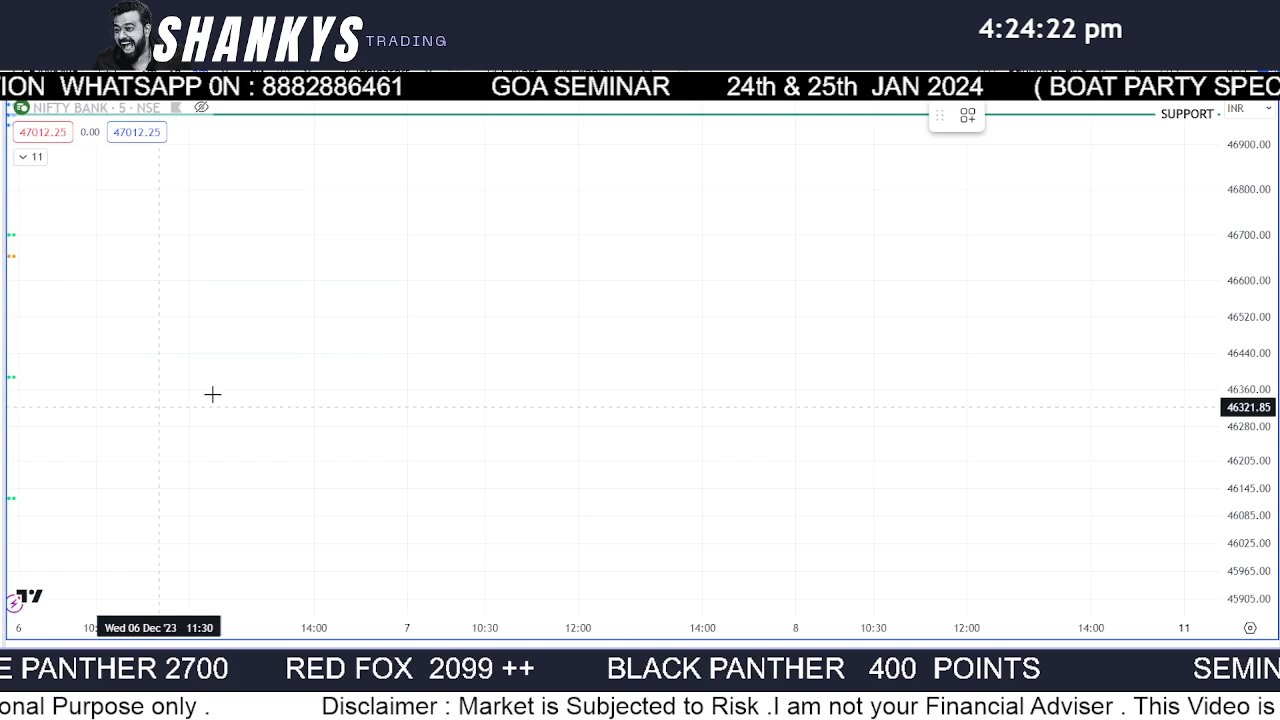 SHANKYS TRADING
4:24:22 pm
ION WHATSAPP 0N : 8882886461 GOA SEMINAR 24th & 25th JAN 2024 ( BOAT PARTY SPEC
NIFTY BANK · 5 · NSE
SUPPORT
INR
47012.25 0.00 47012.25
11
46900.00
46800.00
46700.00
46600.00
46520.00
46440.00
46360.00
46321.85
46280.00
46205.00
46145.00
46085.00
46025.00
45965.00
45905.00
6 10: Wed 06 Dec '23 11:30 14:00 7 10:30 12:00 14:00 8 10:30 12:00 14:00 11
E PANTHER 2700 RED FOX 2099 ++ BLACK PANTHER 400 POINTS SEMIN
onal Purpose only . Disclaimer : Market is Subjected to Risk .I am not your Financial Adviser . This Video is